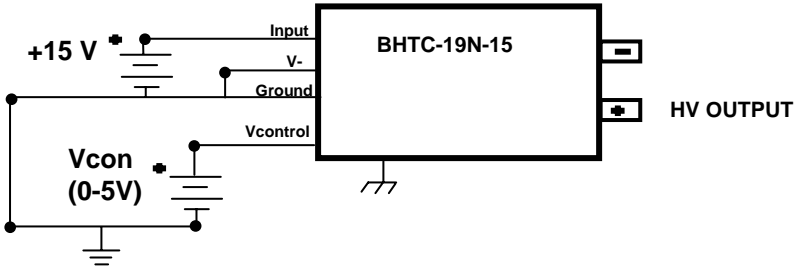 Input
BHTC-19N-15
+15 V
V-
Ground
HV OUTPUT
Vcontrol
Vcon
(0-5V)